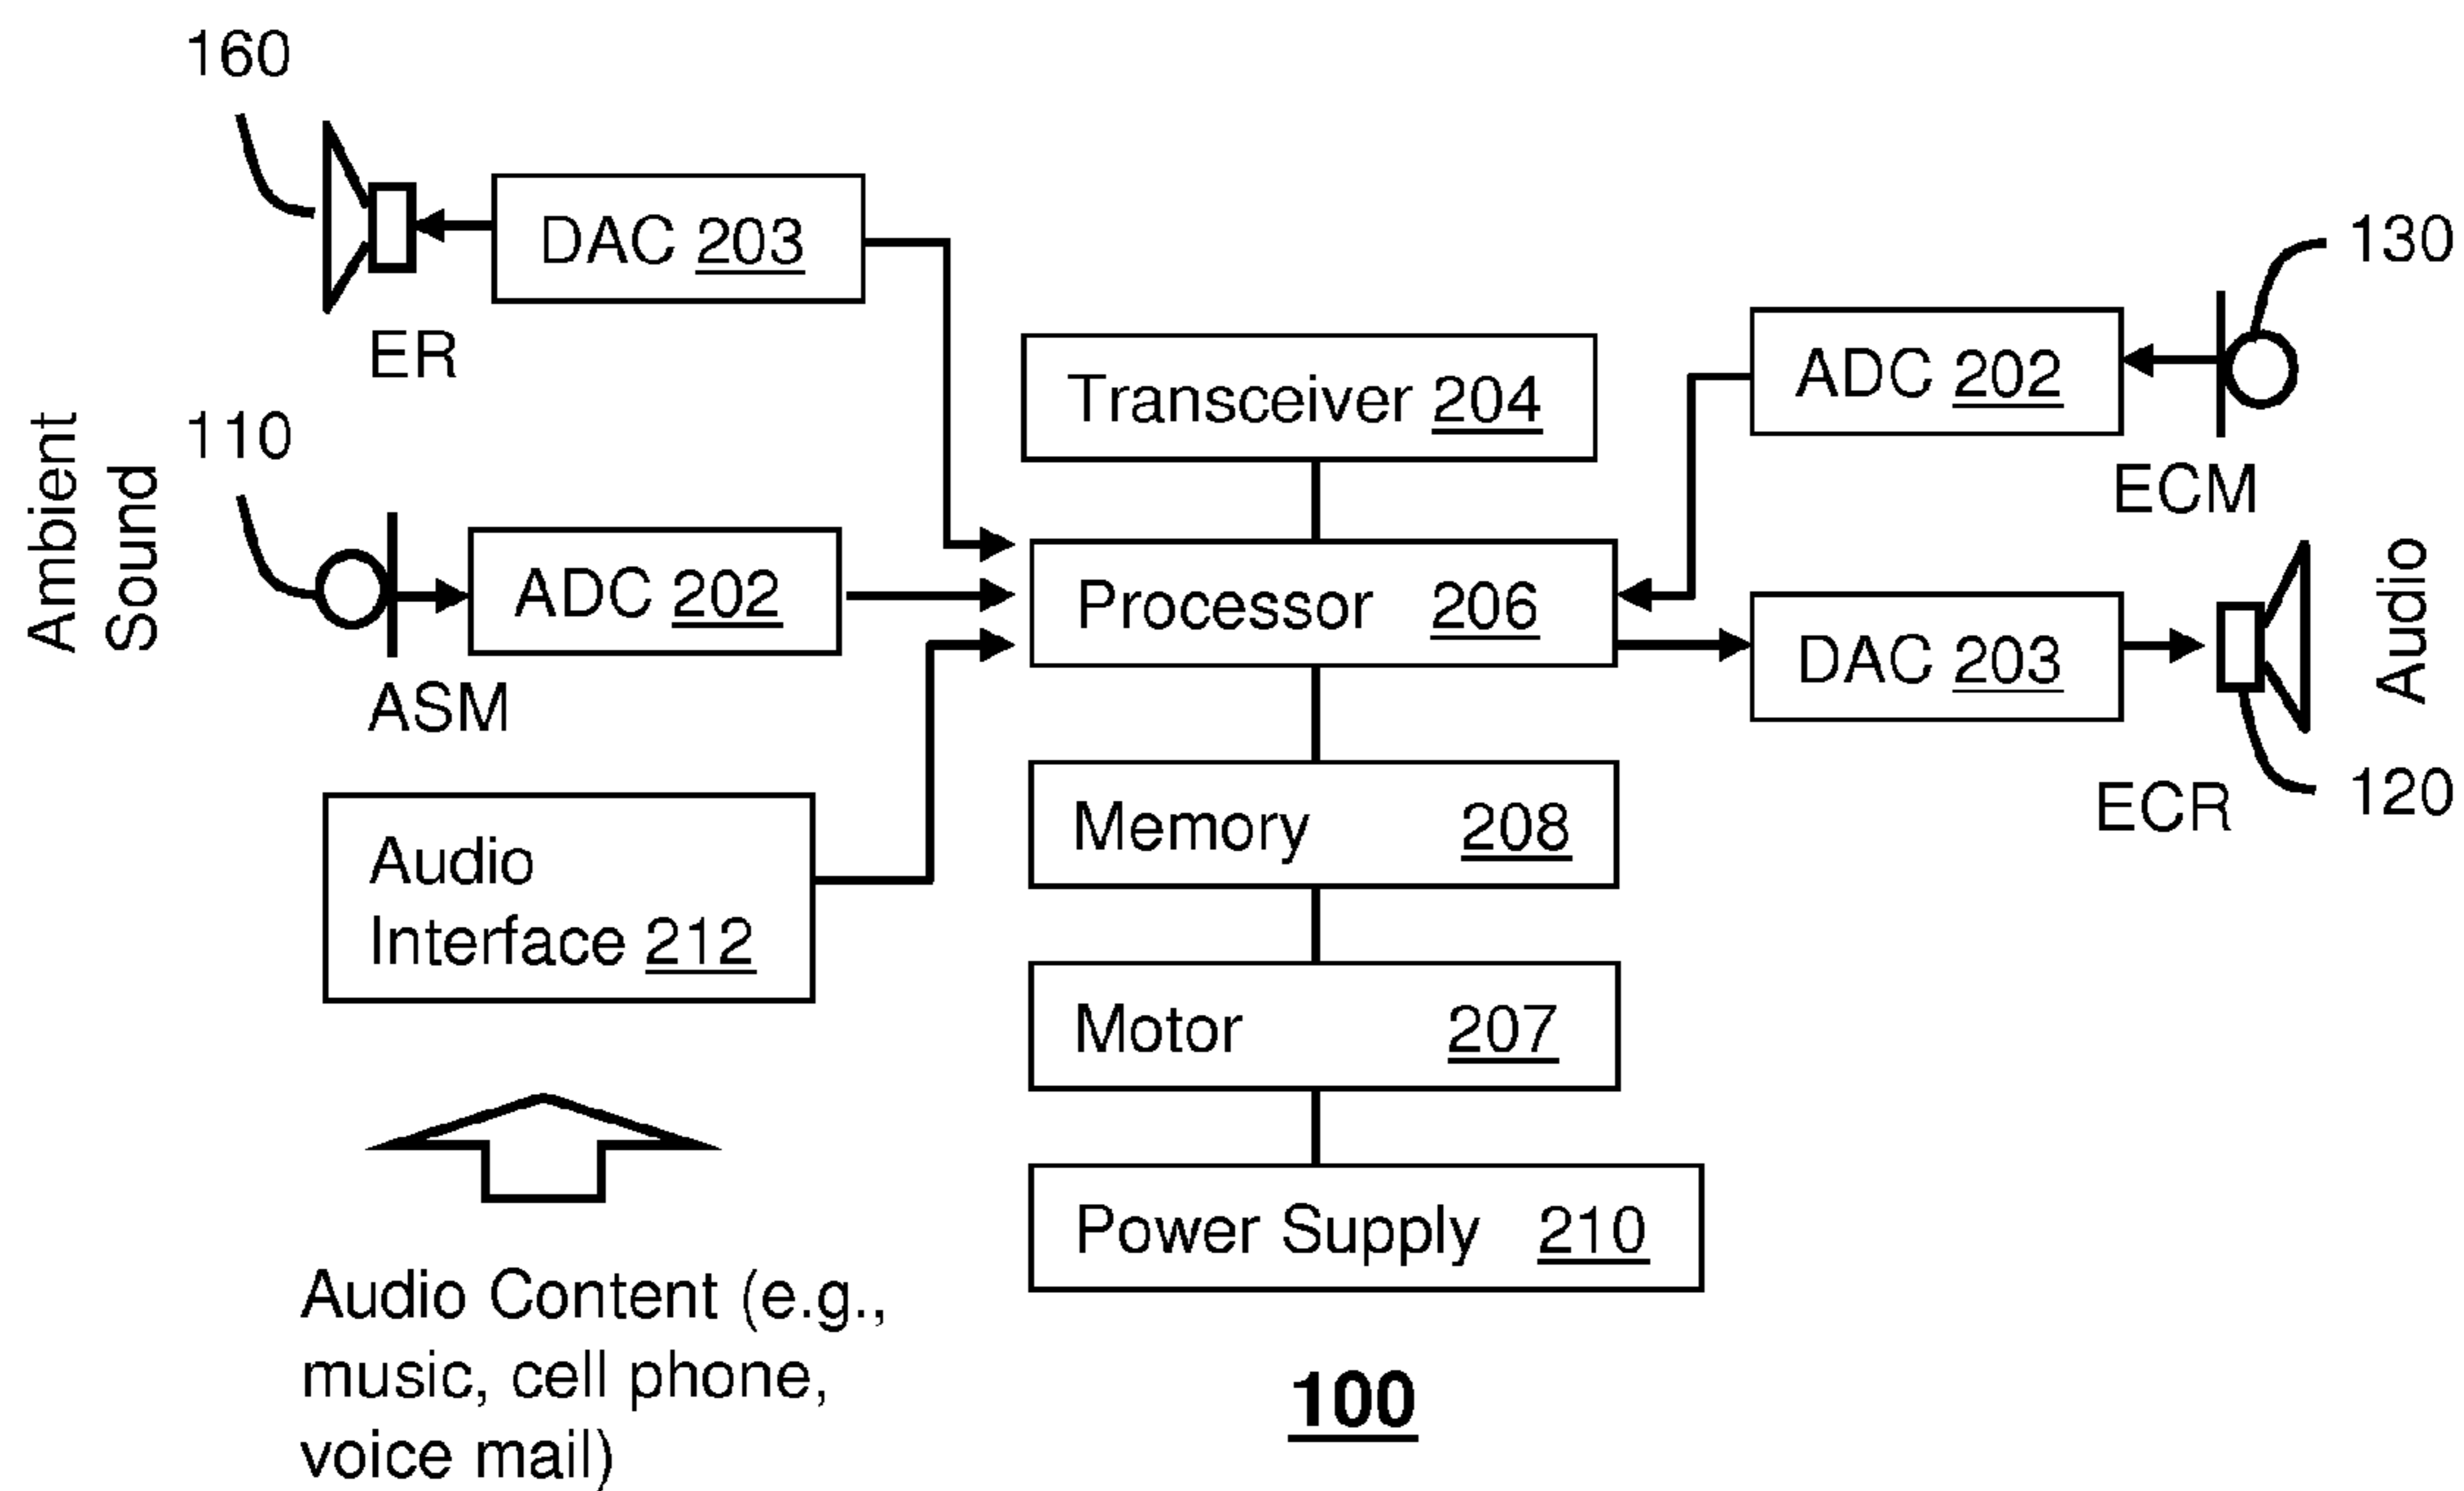 160
DAC 203
ER
130
ADC 202
ECM
Transceiver 204
Ambient
Sound
110
ADC 202
ASM
Processor 206
DAC 203
Audio
ECR
120
Memory 208
Audio
Interface 212
Motor 207
Power Supply 210
Audio Content (e.g.,
music, cell phone,
voice mail)
100